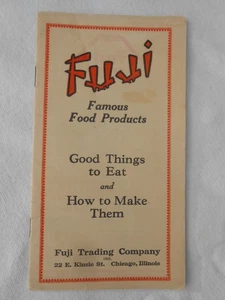 Fuji
Famous
Food Products
Good Things
to Eat
and
How to Make
Them
Fuji Trading Company
INC.
22 E. Kinzie St. Chicago, Illinois